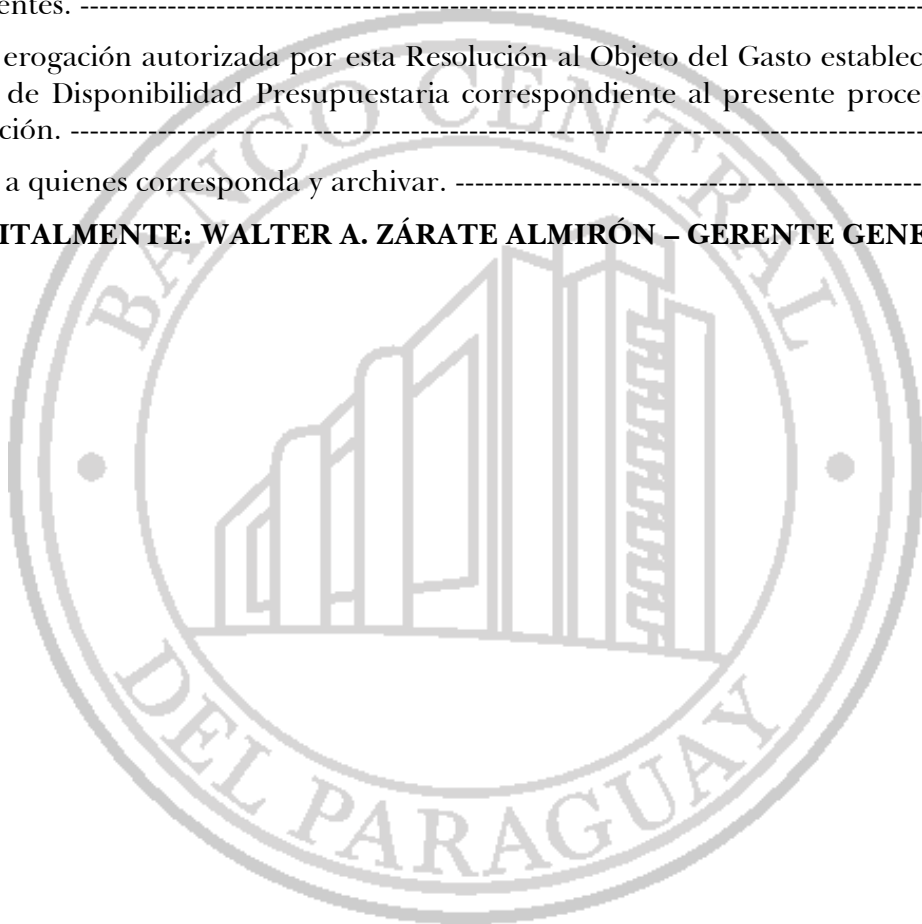 entes. --------------------------------------------------------------------------------------------
erogación autorizada por esta Resolución al Objeto del Gasto establec
de Disponibilidad Presupuestaria correspondiente al presente proce
ción. --------------------------------------------------------------------------------------------
a quienes corresponda y archivar. --------------------------------------------------
ITALMENTE: WALTER A. ZÁRATE ALMIRÓN – GERENTE GENE
BANCO CENTRAL
DEL PARAGUAY